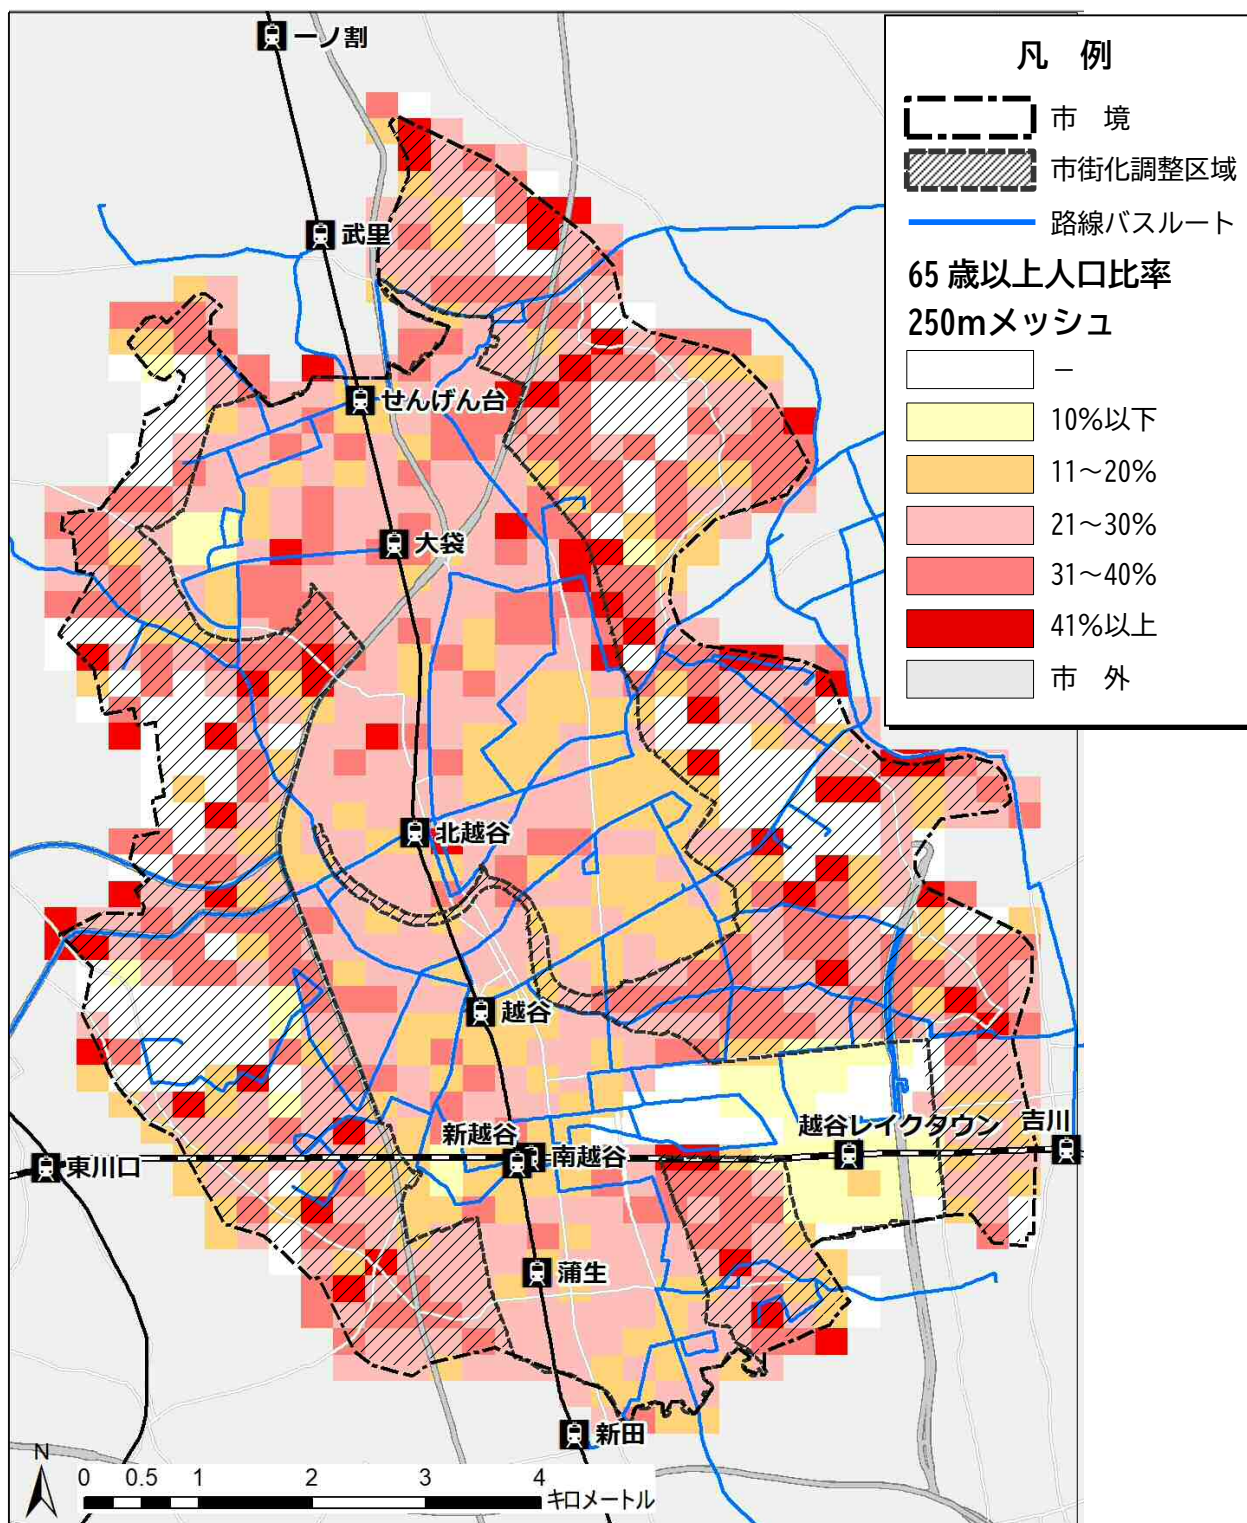 凡 例
市 境
市街化調整区域
路線バスルート
65 歳以上人口比率
250mメッシュ
－
10%以下
11～20%
21～30%
31～40%
41%以上
市 外
一ノ割
武里
せんげん台
大袋
北越谷
越谷
新越谷
南越谷
越谷レイクタウン
吉川
東川口
蒲生
新田
N
0 0.5 1 2 3 4
キロメートル